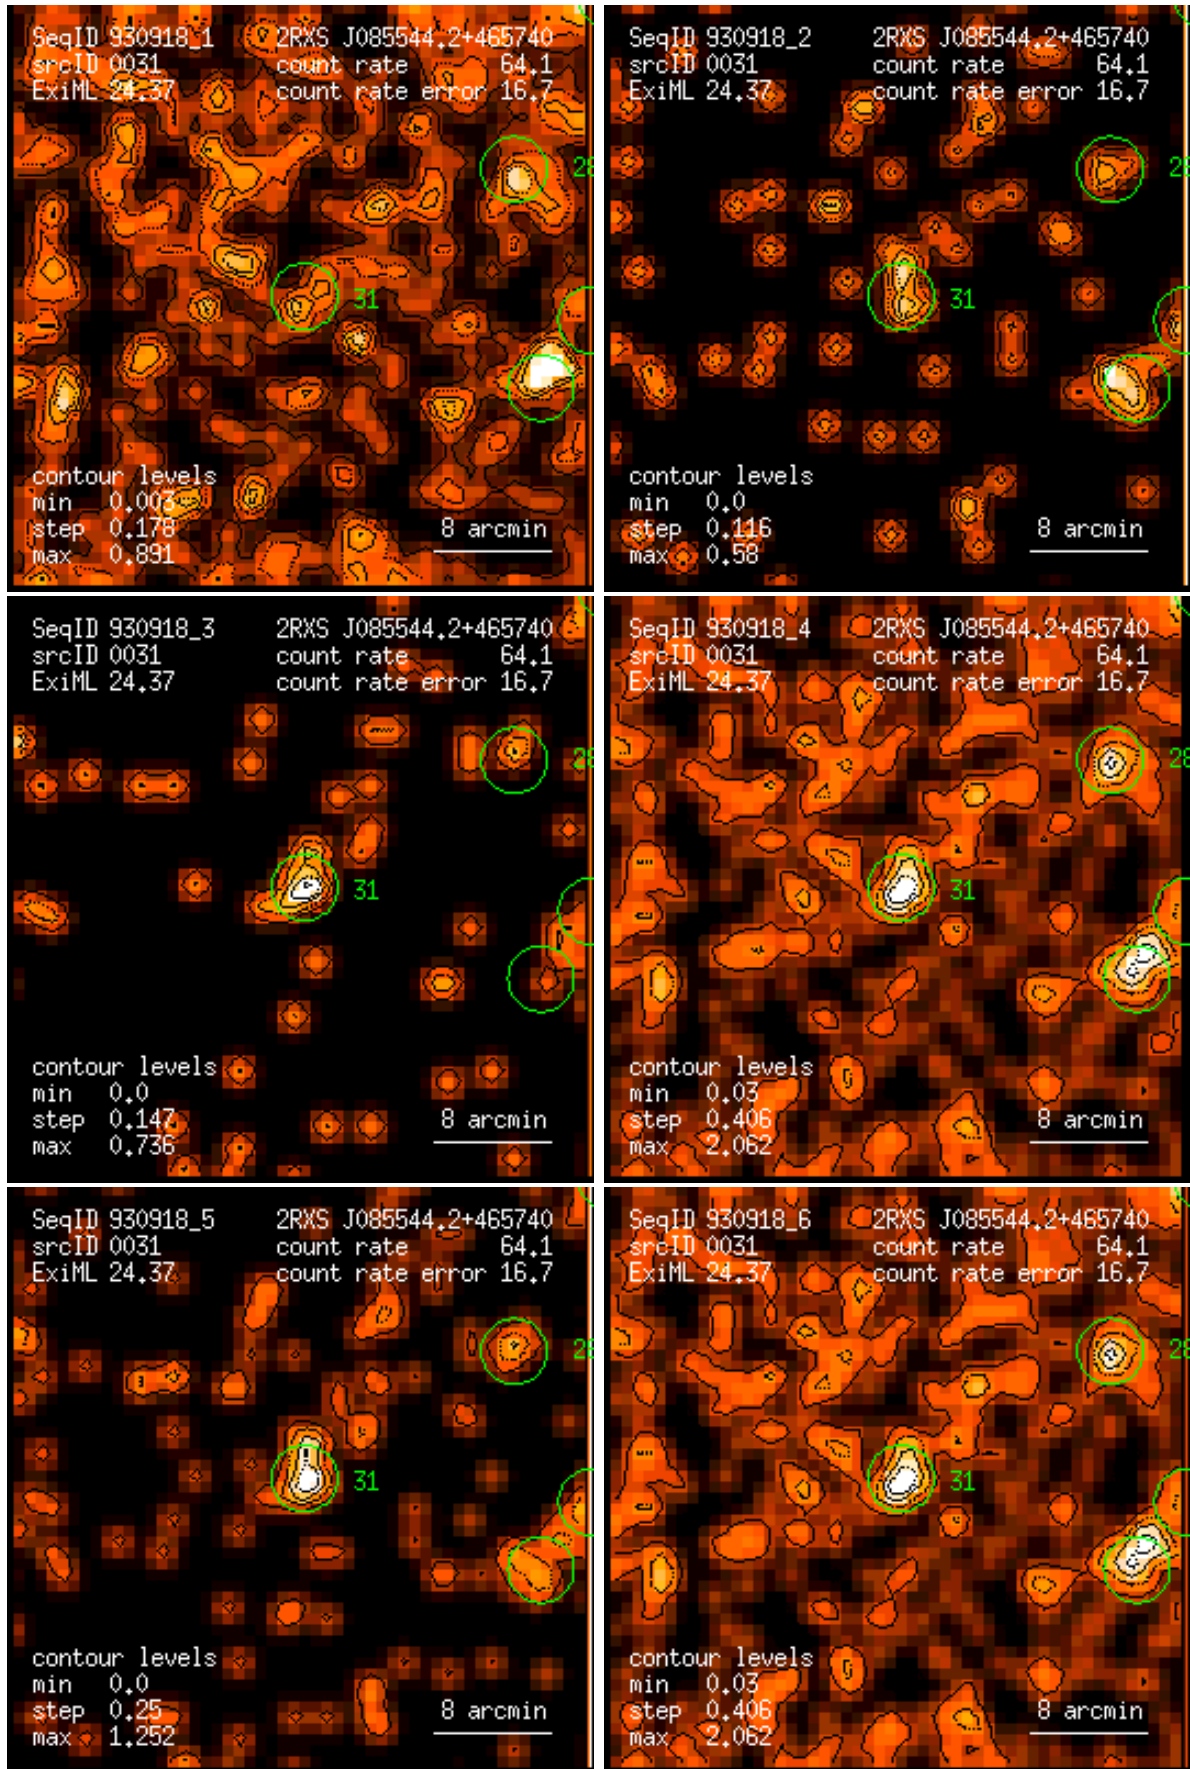 SeqID 930918_1 2RXS J085544.2+465740
srcID 0031 count rate 64.1
ExiML 24.37 count rate error 16.7
28
31
contour levels
min 0.003
step 0.178
max 0.891
8 arcmin
SeqID 930918_2 2RXS J085544.2+465740
srcID 0031 count rate 64.1
ExiML 24.37 count rate error 16.7
28
31
contour levels
min 0.0
step 0.116
max 0.58
8 arcmin
SeqID 930918_3 2RXS J085544.2+465740
srcID 0031 count rate 64.1
ExiML 24.37 count rate error 16.7
28
31
contour levels
min 0.0
step 0.147
max 0.736
8 arcmin
SeqID 930918_4 2RXS J085544.2+465740
srcID 0031 count rate 64.1
ExiML 24.37 count rate error 16.7
28
31
contour levels
min 0.03
step 0.406
max 2.062
8 arcmin
SeqID 930918_5 2RXS J085544.2+465740
srcID 0031 count rate 64.1
ExiML 24.37 count rate error 16.7
28
31
contour levels
min 0.0
step 0.25
max 1.252
8 arcmin
SeqID 930918_6 2RXS J085544.2+465740
srcID 0031 count rate 64.1
ExiML 24.37 count rate error 16.7
28
31
contour levels
min 0.03
step 0.406
max 2.062
8 arcmin